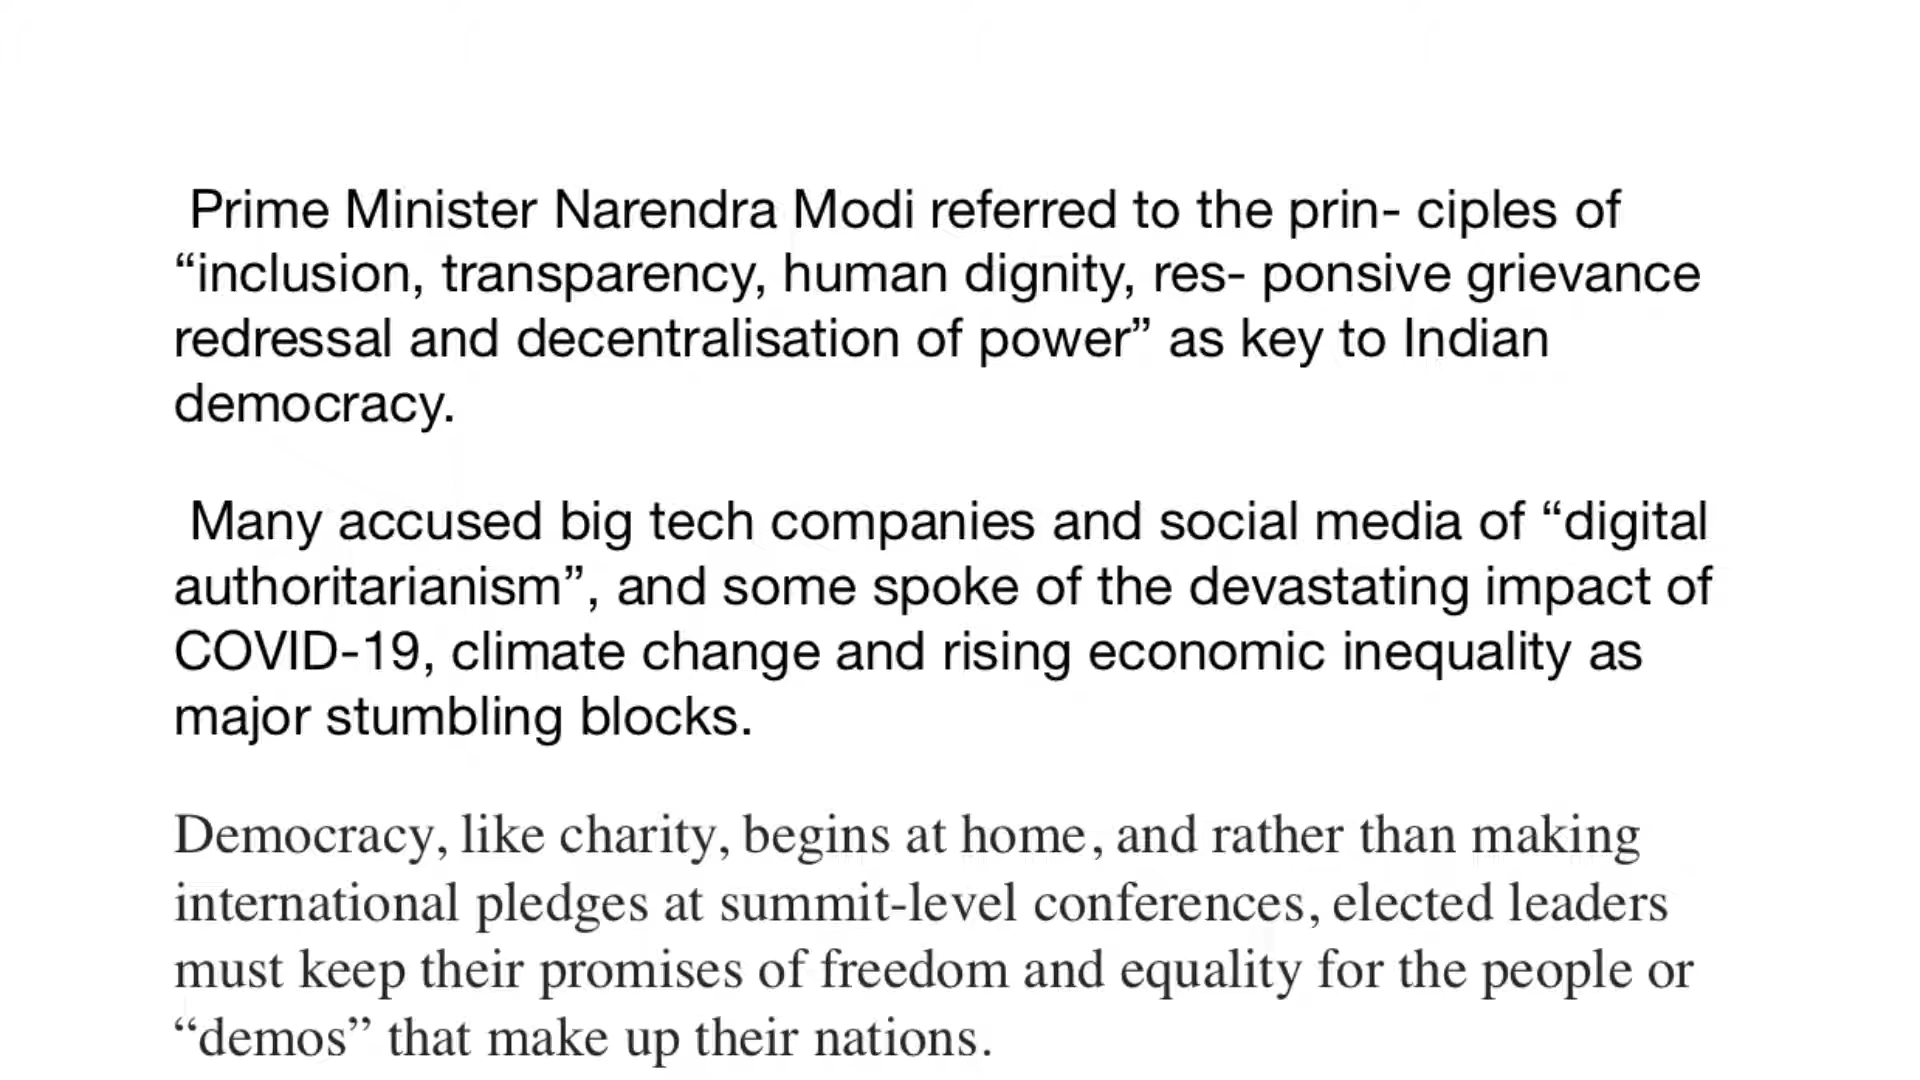 Prime Minister Narendra Modi referred to the prin- ciples of
“inclusion, transparency, human dignity, res- ponsive grievance
redressal and decentralisation of power” as key to Indian
democracy.
Many accused big tech companies and social media of “digital
authoritarianism”, and some spoke of the devastating impact of
COVID-19, climate change and rising economic inequality as
major stumbling blocks.
Democracy, like charity, begins at home, and rather than making
international pledges at summit-level conferences, elected leaders
must keep their promises of freedom and equality for the people or
“demos” that make up their nations.